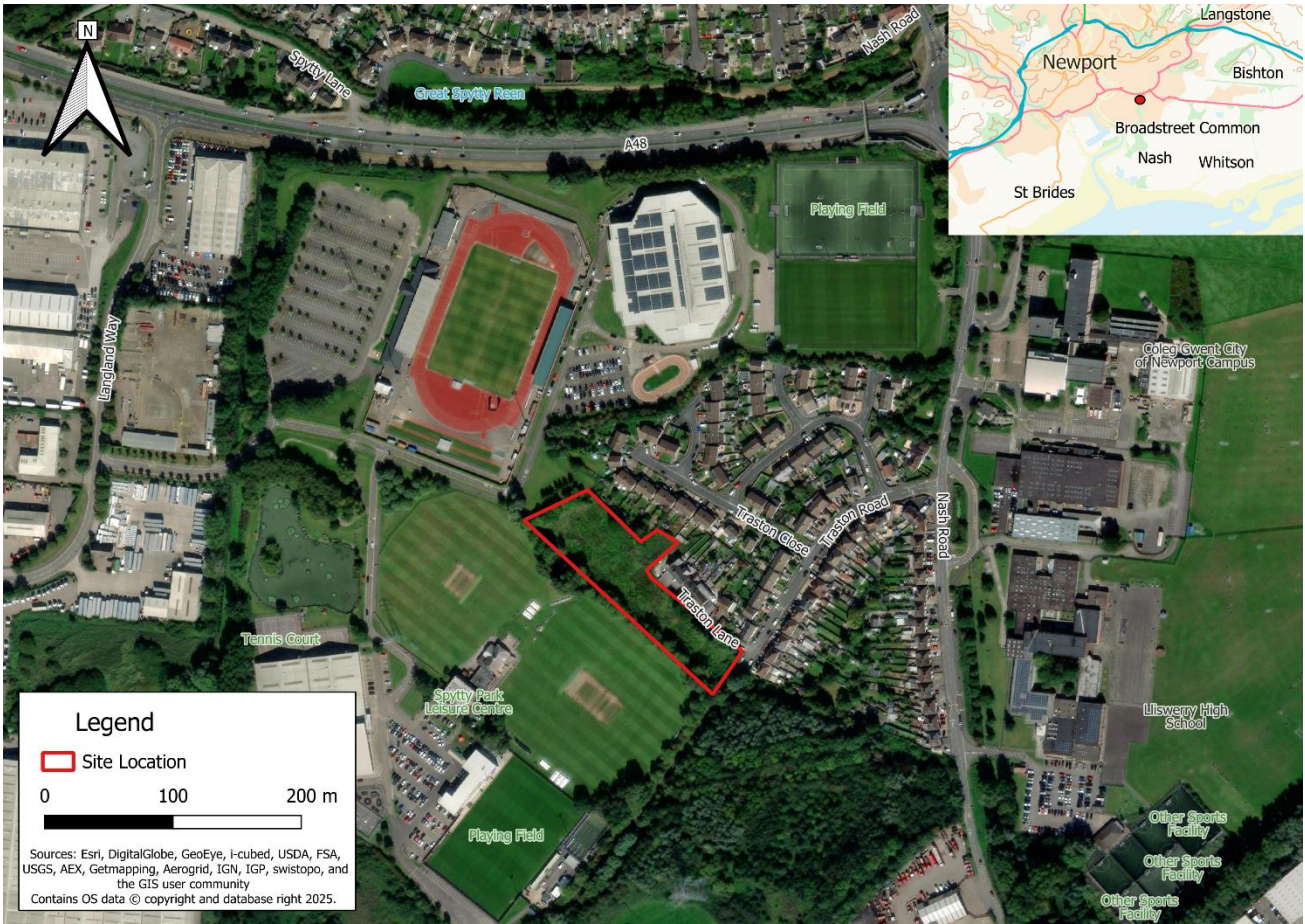 N
Spytty Lane
Great Spytty Reen
Nash Road
A48
Langland Way
Playing Field
Coleg Gwent City
of Newport Campus
Traston Close
Traston Road
Nash Road
Traston Lane
Tennis Court
Spytty Park
Leisure Centre
Playing Field
Lliswerry High
School
Other Sports
Facility
Other Sports
Facility
Other Sports
Facility
Langstone
Newport
Bishton
Broadstreet Common
Nash
Whitson
St Brides
Legend
Site Location
0 100 200 m
Sources: Esri, DigitalGlobe, GeoEye, i-cubed, USDA, FSA,
USGS, AEX, Getmapping, Aerogrid, IGN, IGP, swistopo, and
the GIS user community
Contains OS data © copyright and database right 2025.